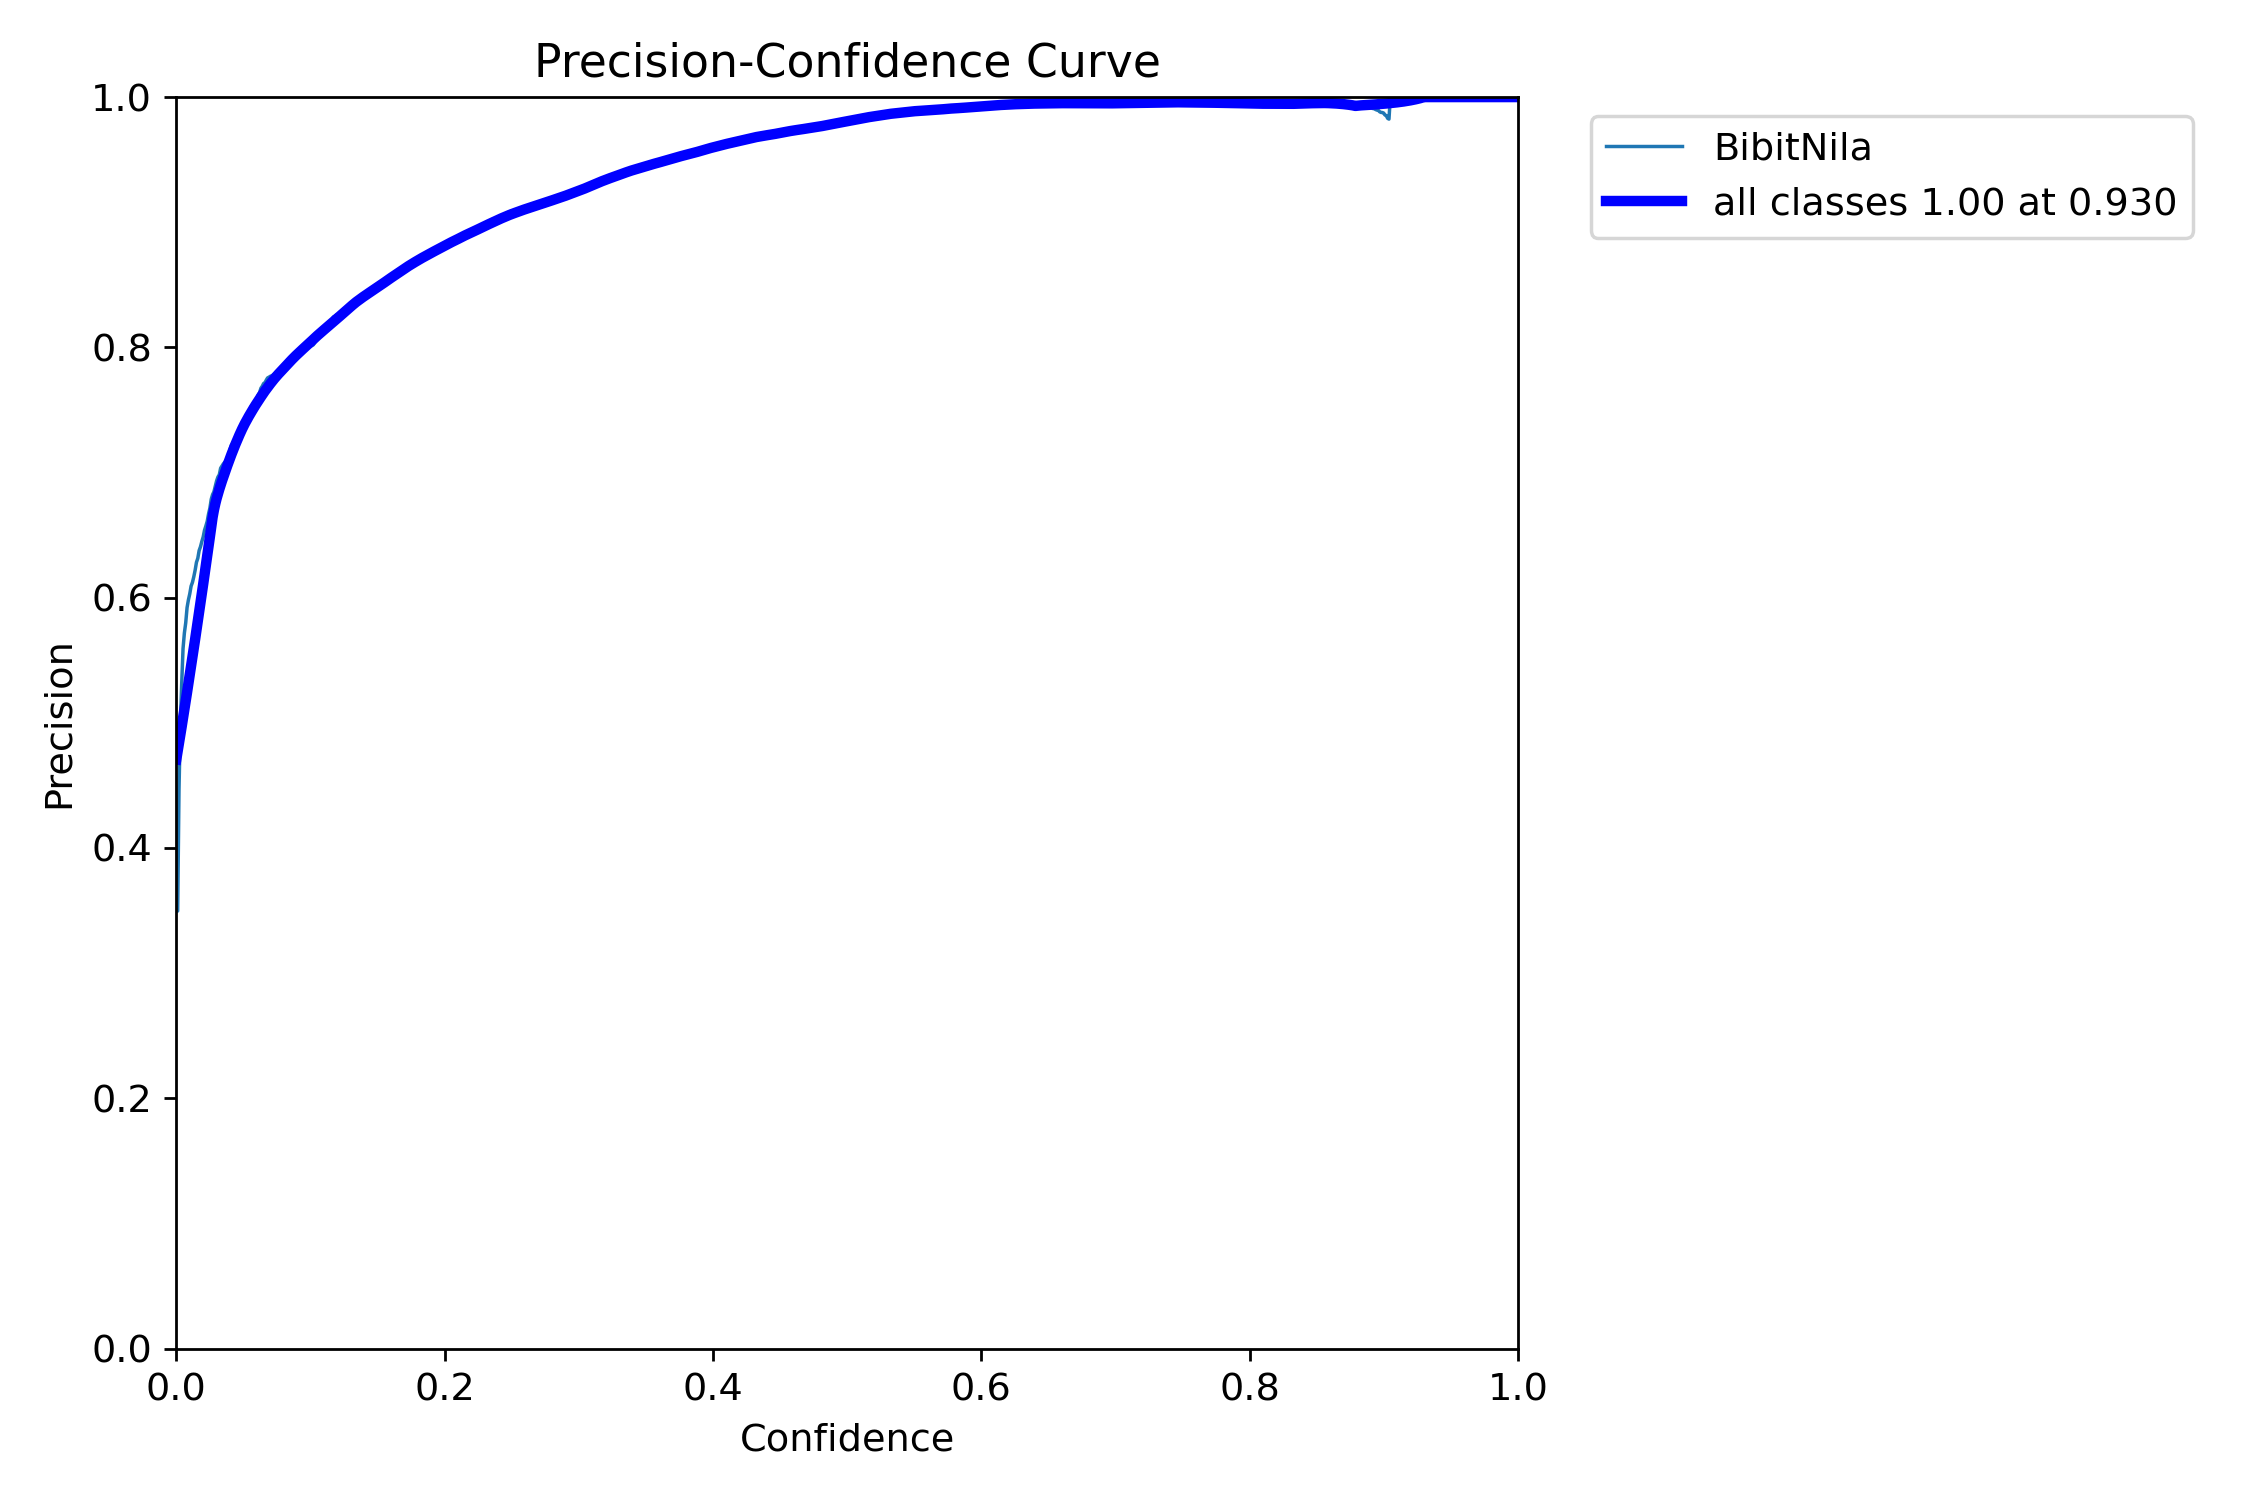 Precision-Confidence Curve
1.0
0.8
0.6
0.4
0.2
0.0
Precision
0.0 0.2 0.4 0.6 0.8 1.0
Confidence
BibitNila
all classes 1.00 at 0.930